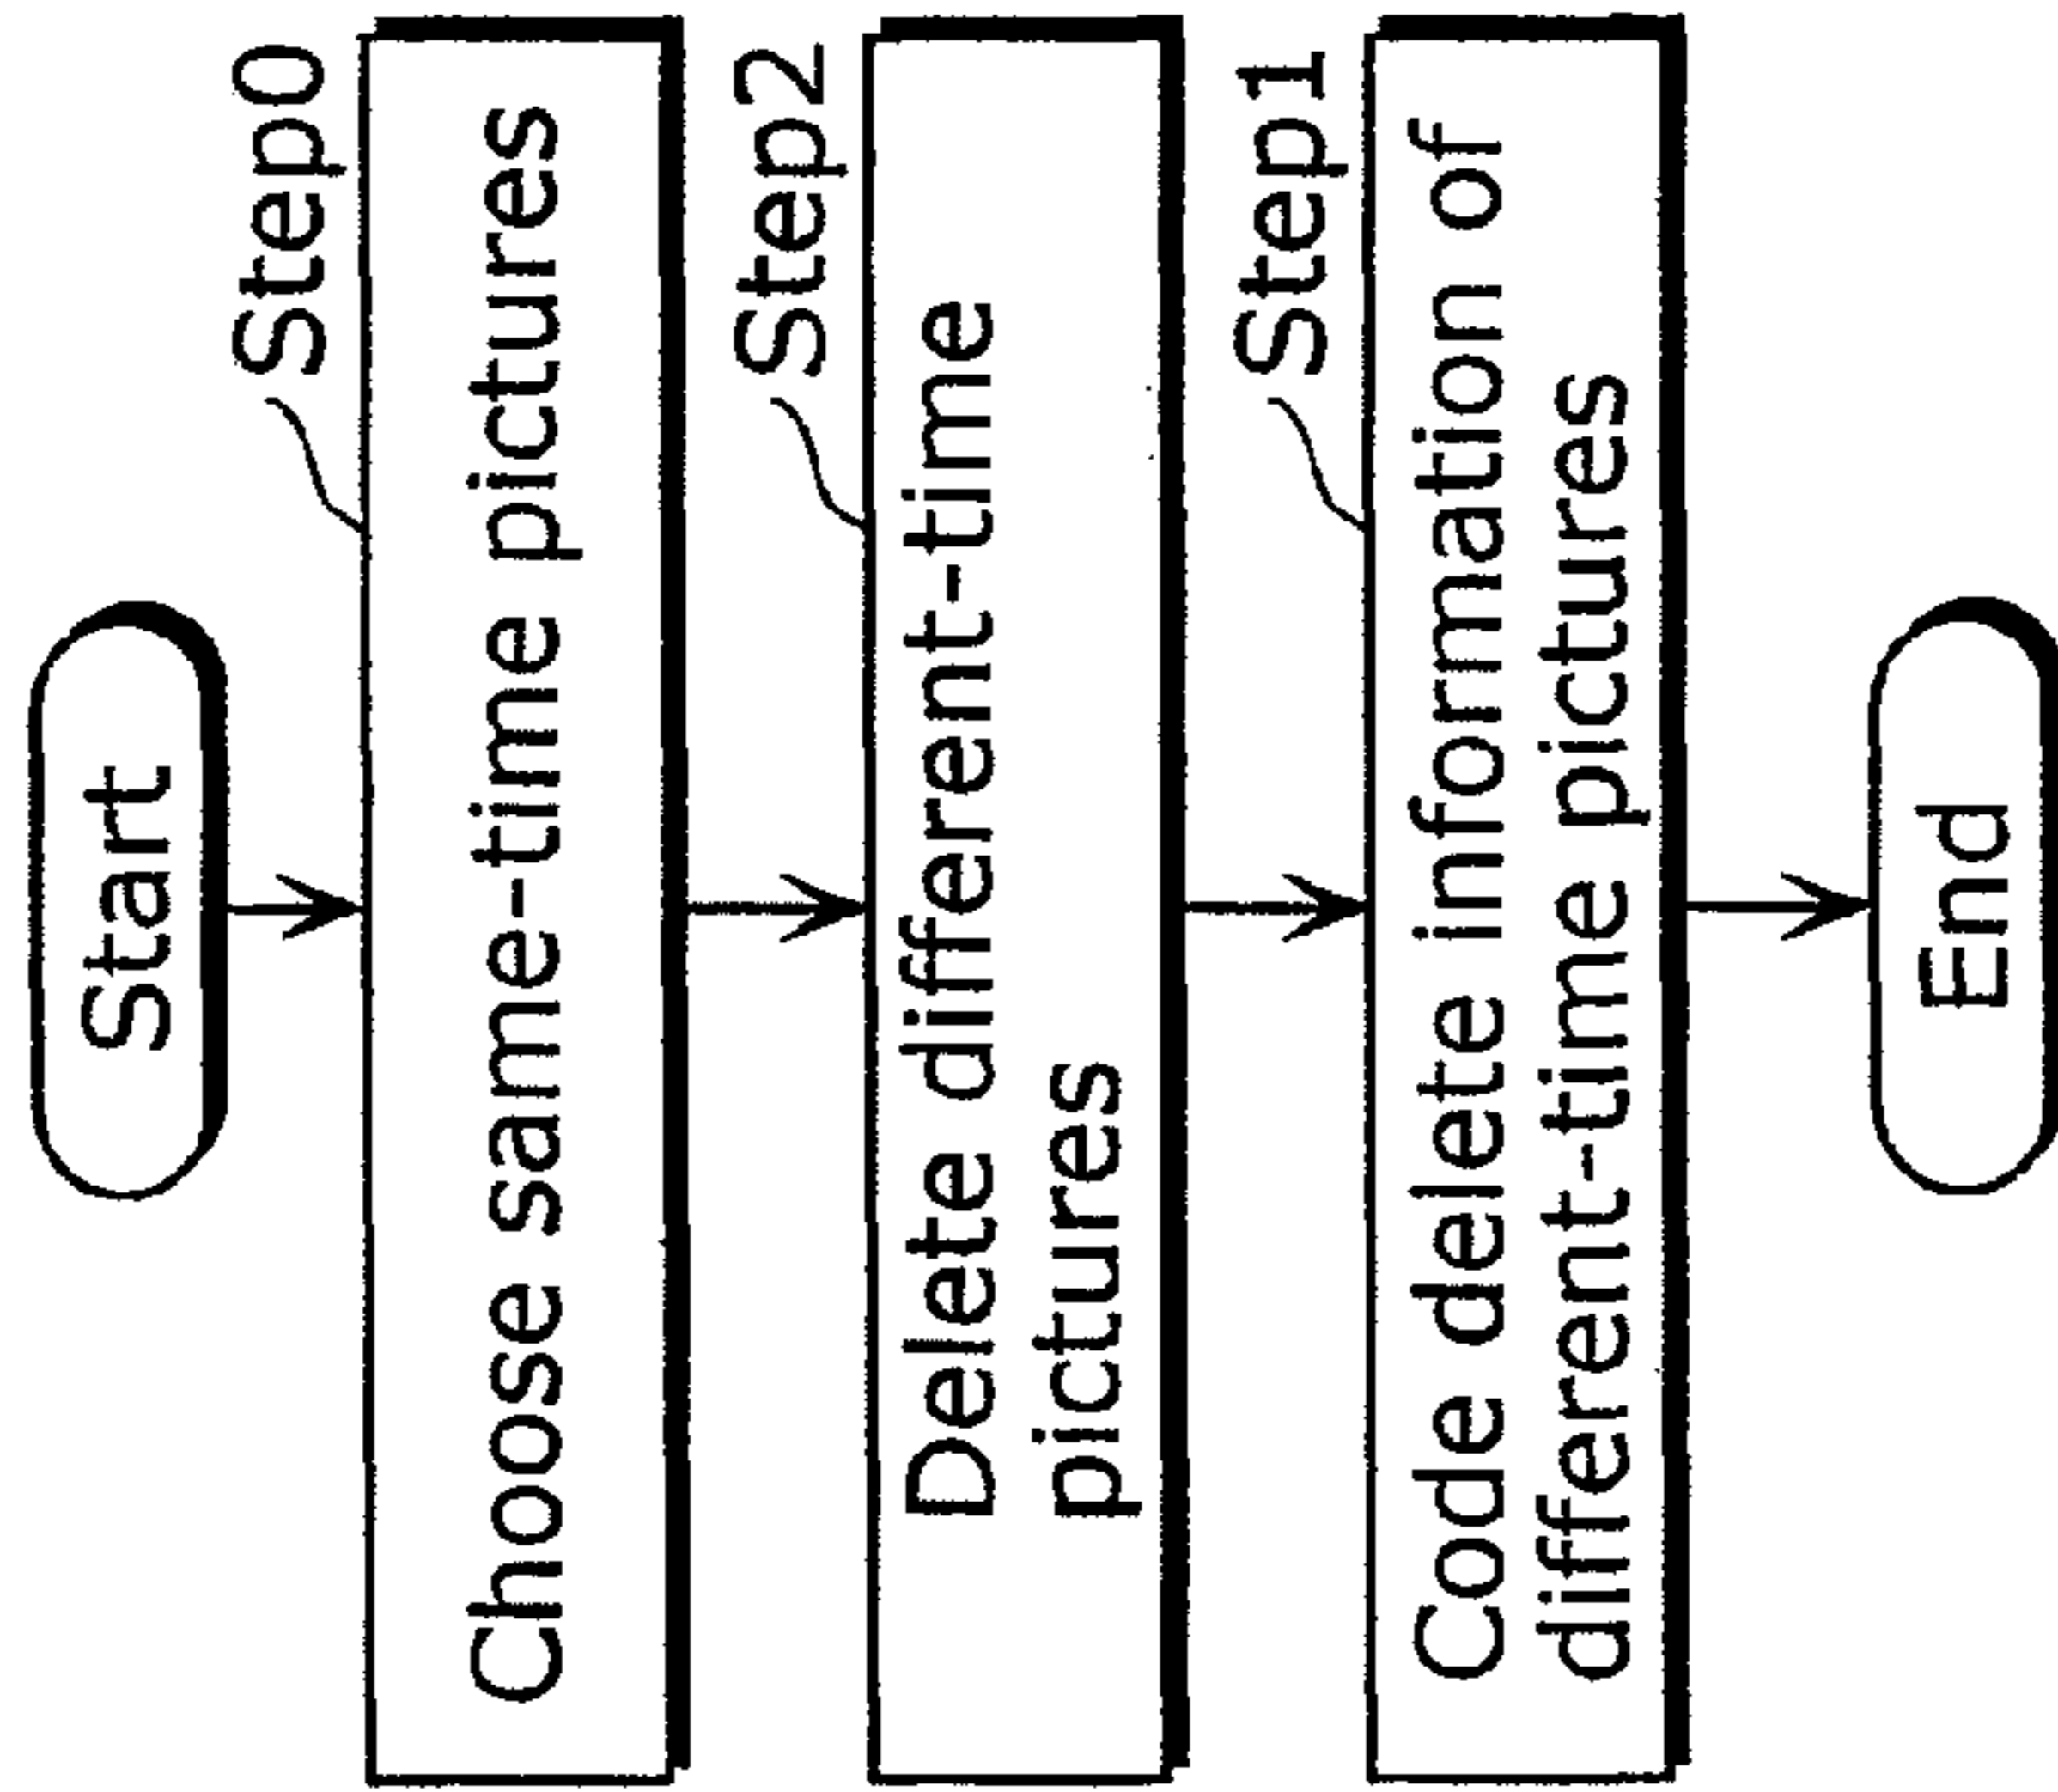 Start
Step0
Choose same-time pictures
Step2
Delete different-time
pictures
Step1
Code delete information of
different-time pictures
End